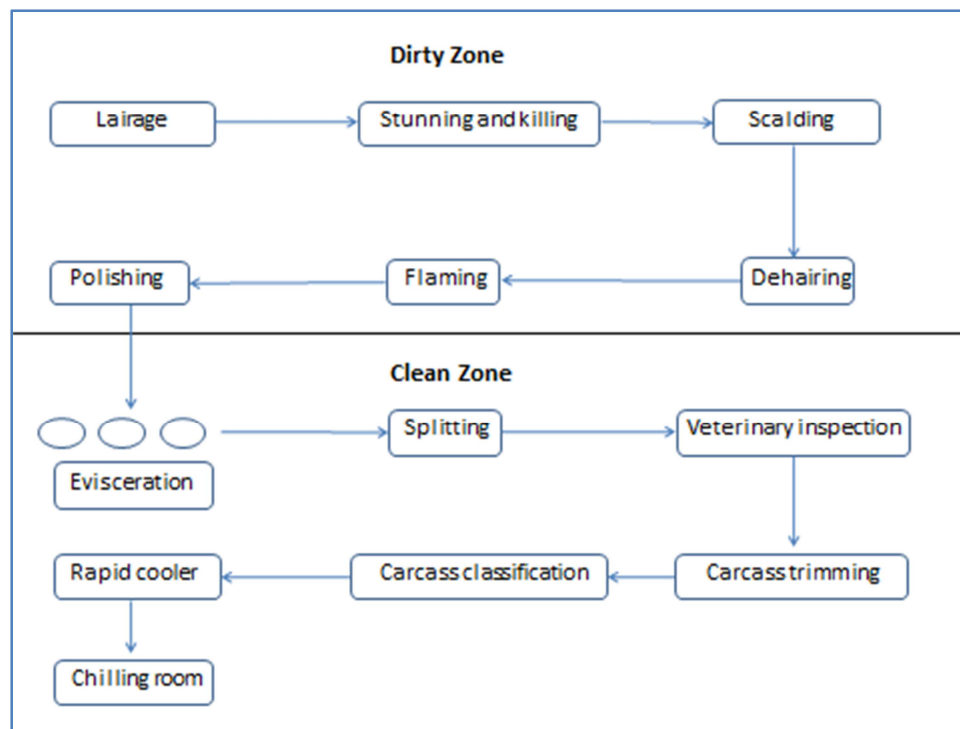 Dirty Zone
Lairage
Stunning and killing
Scalding
Dehairing
Flaming
Polishing
Clean Zone
Evisceration
Splitting
Veterinary inspection
Carcass trimming
Carcass classification
Rapid cooler
Chilling room